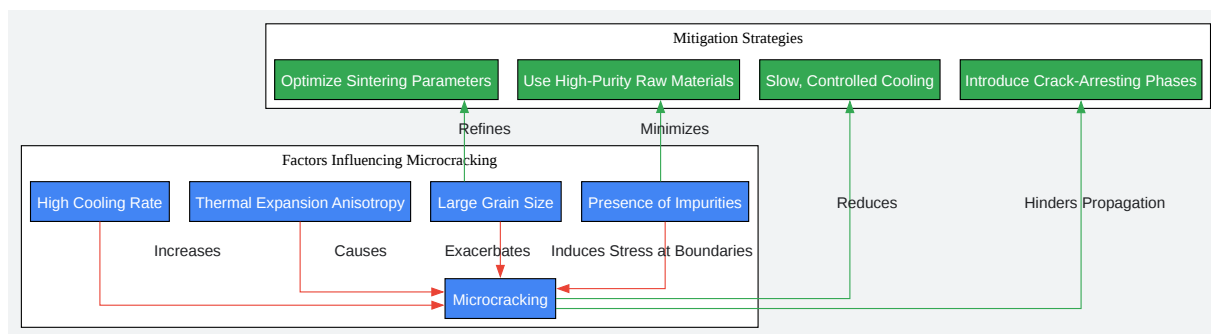 Mitigation Strategies
Optimize Sintering Parameters
Use High-Purity Raw Materials
Slow, Controlled Cooling
Introduce Crack-Arresting Phases
Refines
Minimizes
Factors Influencing Microcracking
High Cooling Rate
Thermal Expansion Anisotropy
Large Grain Size
Presence of Impurities
Reduces
Hinders Propagation
Increases
Causes
Exacerbates
Induces Stress at Boundaries
Microcracking